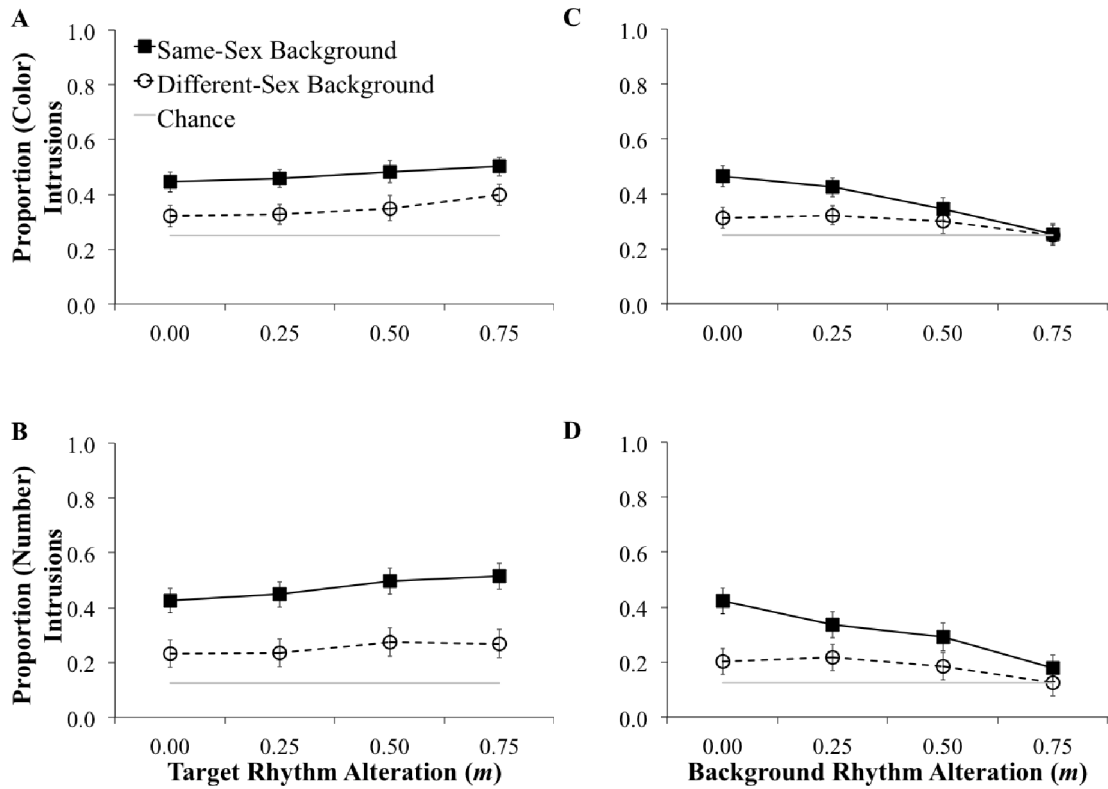 A
1.0
0.8
0.6
0.4
0.2
0.0
Proportion (Color)
Intrusions
Same-Sex Background
Different-Sex Background
Chance
0.00 0.25 0.50 0.75
C
1.0
0.8
0.6
0.4
0.2
0.0
0.00 0.25 0.50 0.75
B
1.0
0.8
0.6
0.4
0.2
0.0
Proportion (Number)
Intrusions
0.00 0.25 0.50 0.75
Target Rhythm Alteration (m)
D
1.0
0.8
0.6
0.4
0.2
0.0
0.00 0.25 0.50 0.75
Background Rhythm Alteration (m)